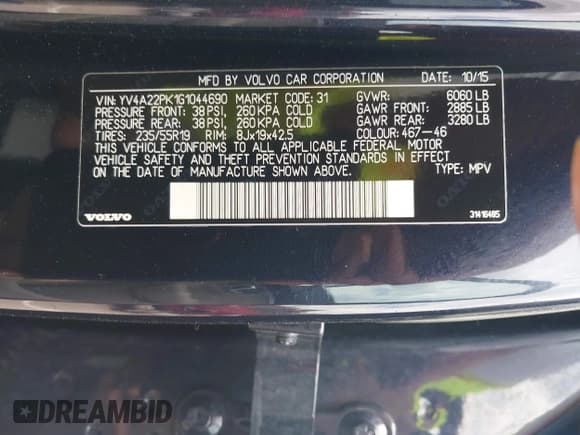 MFD BY VOLVO CAR CORPORATION DATE: 10/15
VIN: YV4A22PK1G1044690 MARKET CODE: 31 GVWR: 6060 LB
PRESSURE FRONT: 38 PSI, 260 KPA COLD GAWR FRONT: 2885 LB
PRESSURE REAR: 38 PSI, 260 KPA COLD GAWR REAR: 3280 LB
TIRES: 235/55R19 RIM: 8Jx19x42.5 COLOUR: 467-46
THIS VEHICLE CONFORMS TO ALL APPLICABLE FEDERAL MOTOR
VEHICLE SAFETY AND THEFT PREVENTION STANDARDS IN EFFECT
ON THE DATE OF MANUFACTURE SHOWN ABOVE. TYPE: MPV
VOLVO 31416485
DREAMBID